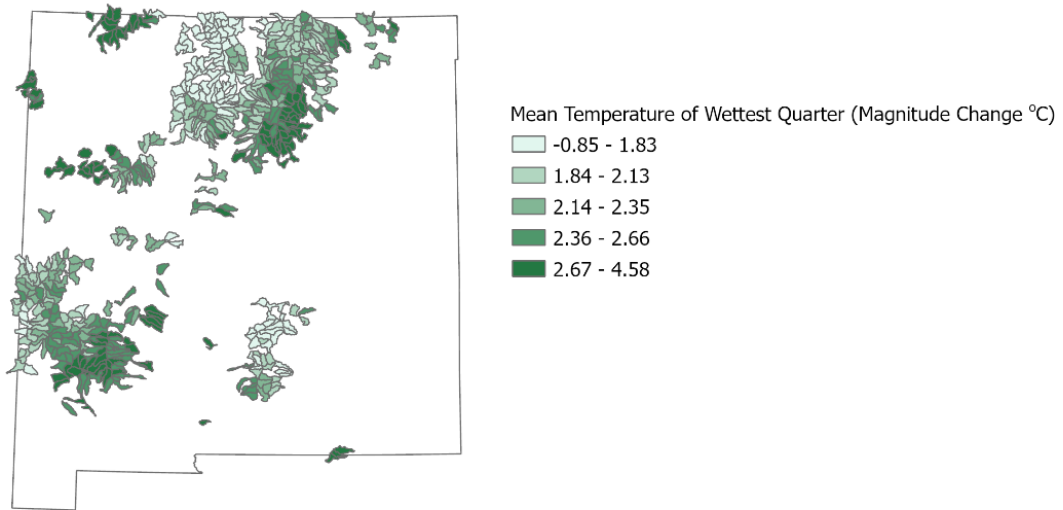 Mean Temperature of Wettest Quarter (Magnitude Change °C)
-0.85 - 1.83
1.84 - 2.13
2.14 - 2.35
2.36 - 2.66
2.67 - 4.58